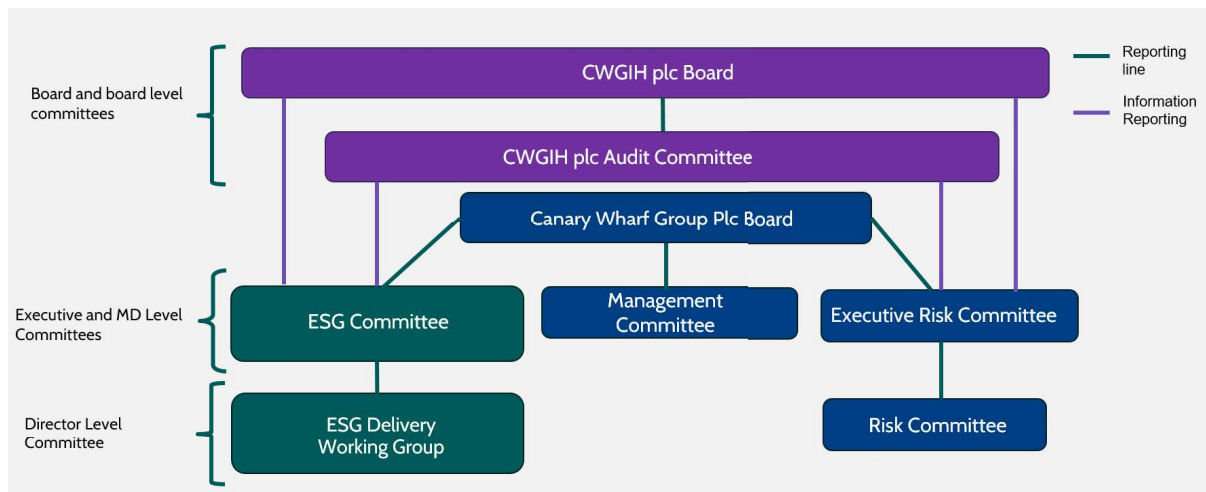 CWGIH plc Board
Reporting
line
Information
Reporting
Board and board level
committees
CWGIH plc Audit Committee
Canary Wharf Group Plc Board
Executive and MD Level
Committees
ESG Committee
Management
Committee
Executive Risk Committee
Director Level
Committee
ESG Delivery
Working Group
Risk Committee